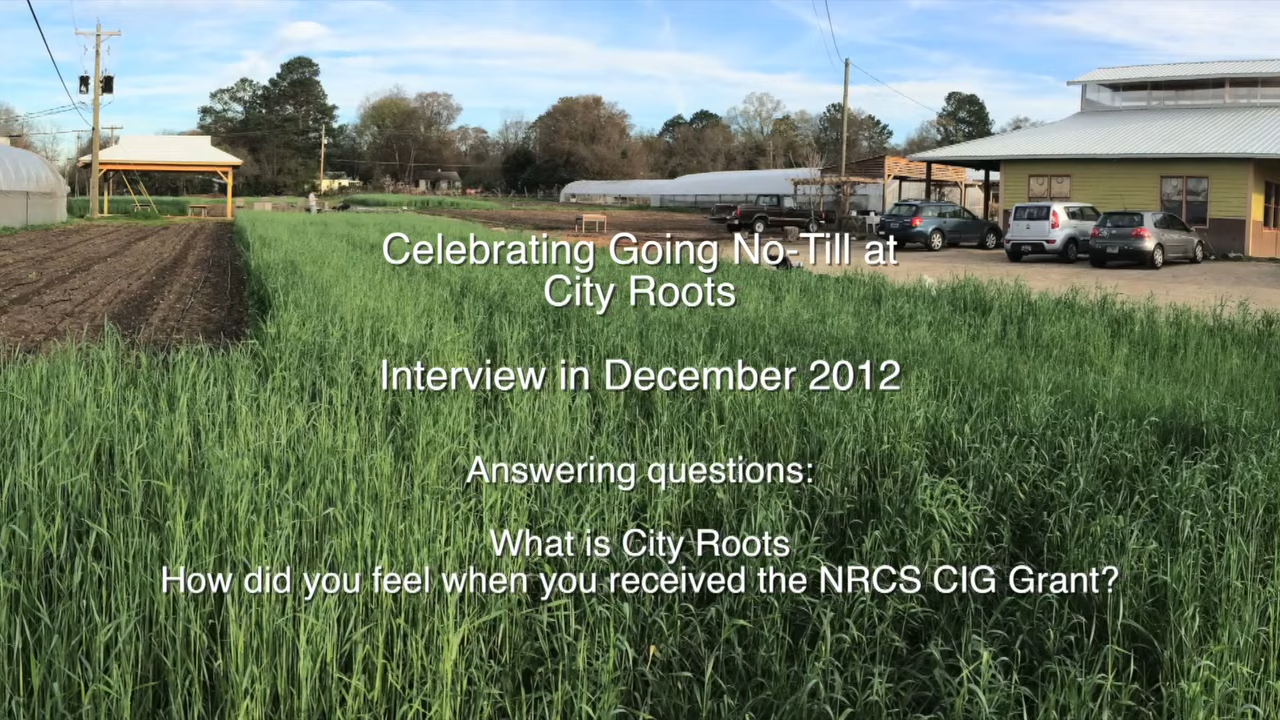 Celebrating Going No-Till at
City Roots
Interview in December 2012
Answering questions:
What is City Roots
How did you feel when you received the NRCS CIG Grant?